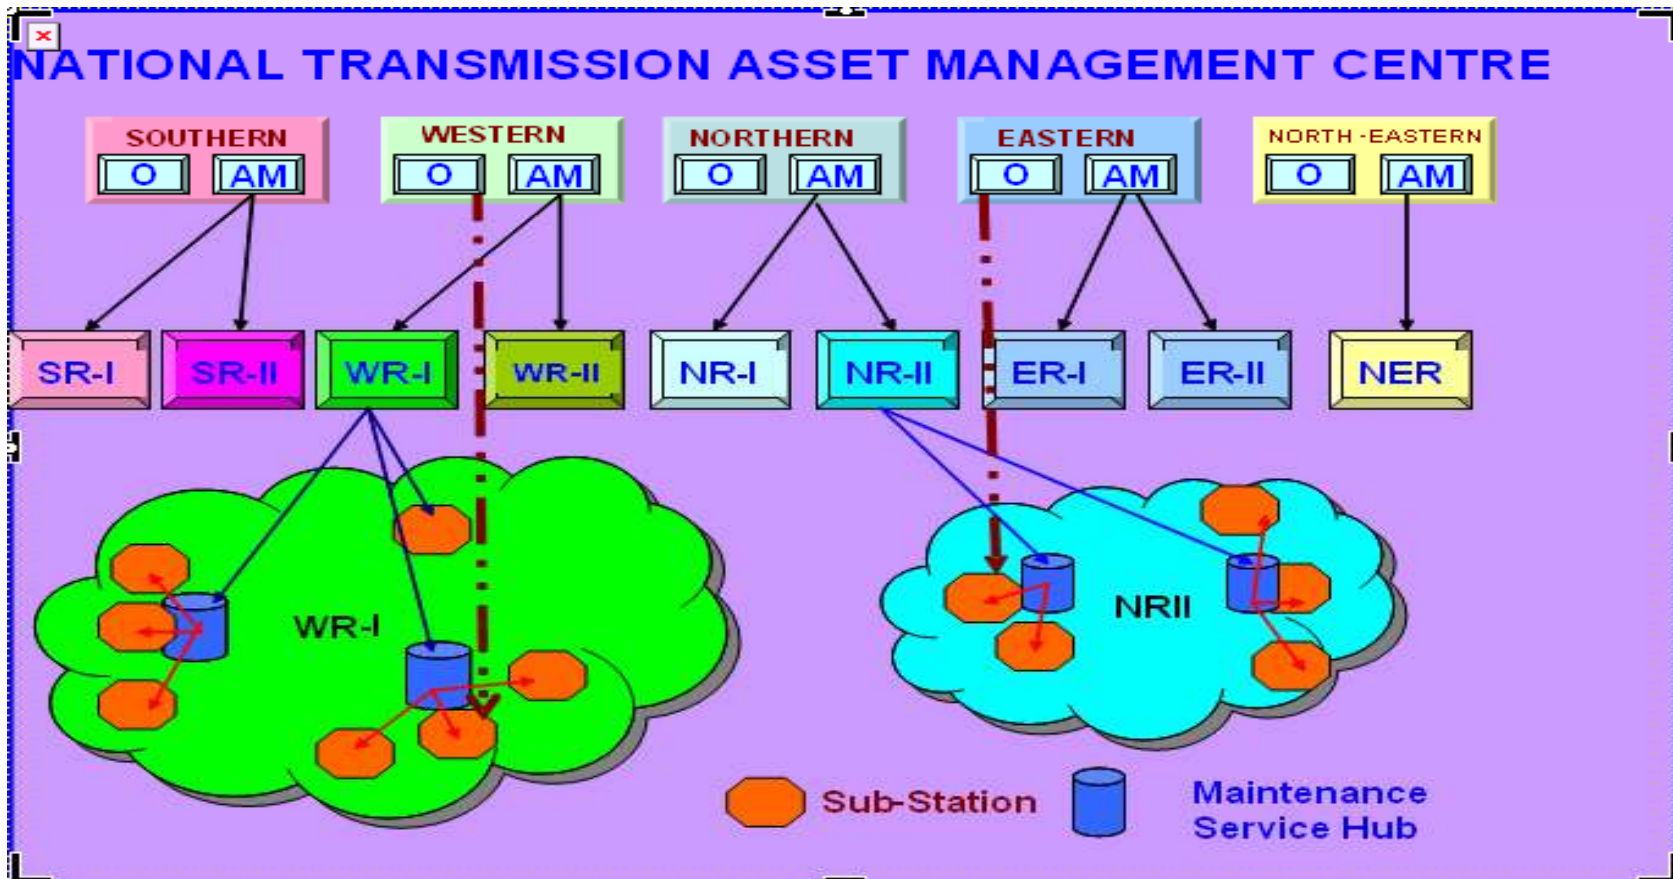 NATIONAL TRANSMISSION ASSET MANAGEMENT CENTRE
SOUTHERN
O AM
WESTERN
O AM
NORTHERN
O AM
EASTERN
O AM
NORTH-EASTERN
O AM
SR-I SR-II WR-I WR-II NR-I NR-II ER-I ER-II NER
WR-I
NRII
Sub-Station
Maintenance
Service Hub